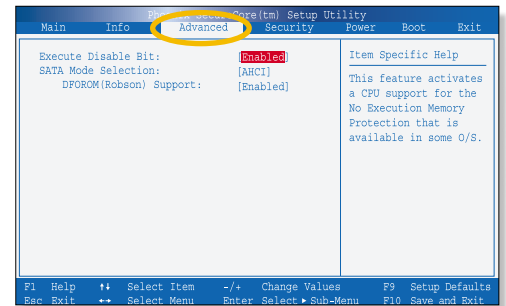 Phoenix SecureCore(tm) Setup Utility
Main Info Advanced Security Power Boot Exit
Execute Disable Bit: [Enabled]
SATA Mode Selection: [AHCI]
DFOROM(Robson) Support: [Enabled]
Item Specific Help
This feature activates
a CPU support for the
No Execution Memory
Protection that is
available in some O/S.
F1 Help ↑↓ Select Item -/+ Change Values F9 Setup Defaults
Esc Exit ←→ Select Menu Enter Select ▸ Sub-Menu F10 Save and Exit